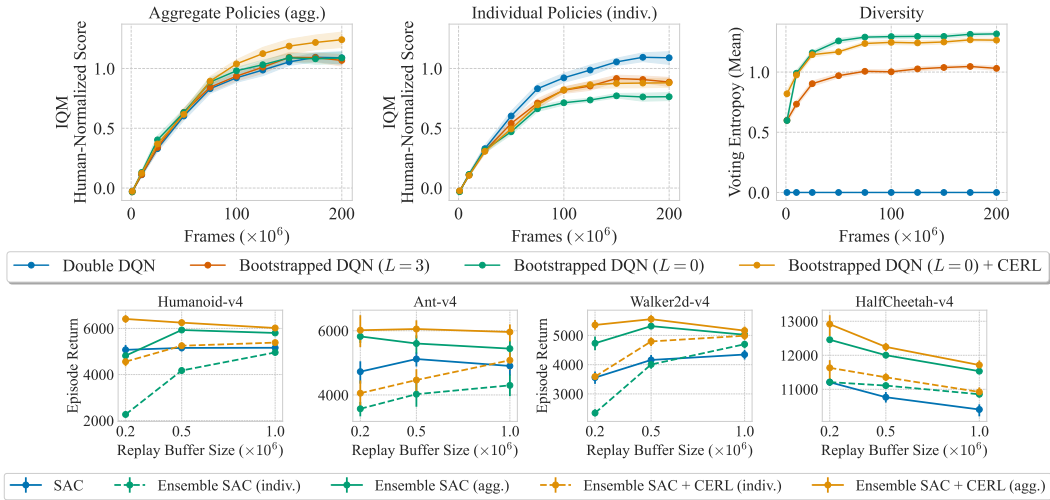 Aggregate Policies (agg.)
IQM
Human-Normalized Score
1.0
0.5
0.0
0
100
200
Frames (×10⁶)
Individual Policies (indiv.)
IQM
Human-Normalized Score
1.0
0.5
0.0
0
100
200
Frames (×10⁶)
Diversity
Voting Entropoy (Mean)
1.0
0.0
0
100
200
Frames (×10⁶)
Double DQN
Bootstrapped DQN (L = 3)
Bootstrapped DQN (L = 0)
Bootstrapped DQN (L = 0) + CERL
Humanoid-v4
Episode Return
6000
4000
2000
0.2
0.5
1.0
Replay Buffer Size (×10⁶)
Ant-v4
6000
4000
0.2
0.5
1.0
Replay Buffer Size (×10⁶)
Walker2d-v4
Episode Return
5000
4000
3000
0.2
0.5
1.0
Replay Buffer Size (×10⁶)
HalfCheetah-v4
13000
12000
11000
0.2
0.5
1.0
Replay Buffer Size (×10⁶)
SAC
Ensemble SAC (indiv.)
Ensemble SAC (agg.)
Ensemble SAC + CERL (indiv.)
Ensemble SAC + CERL (agg.)